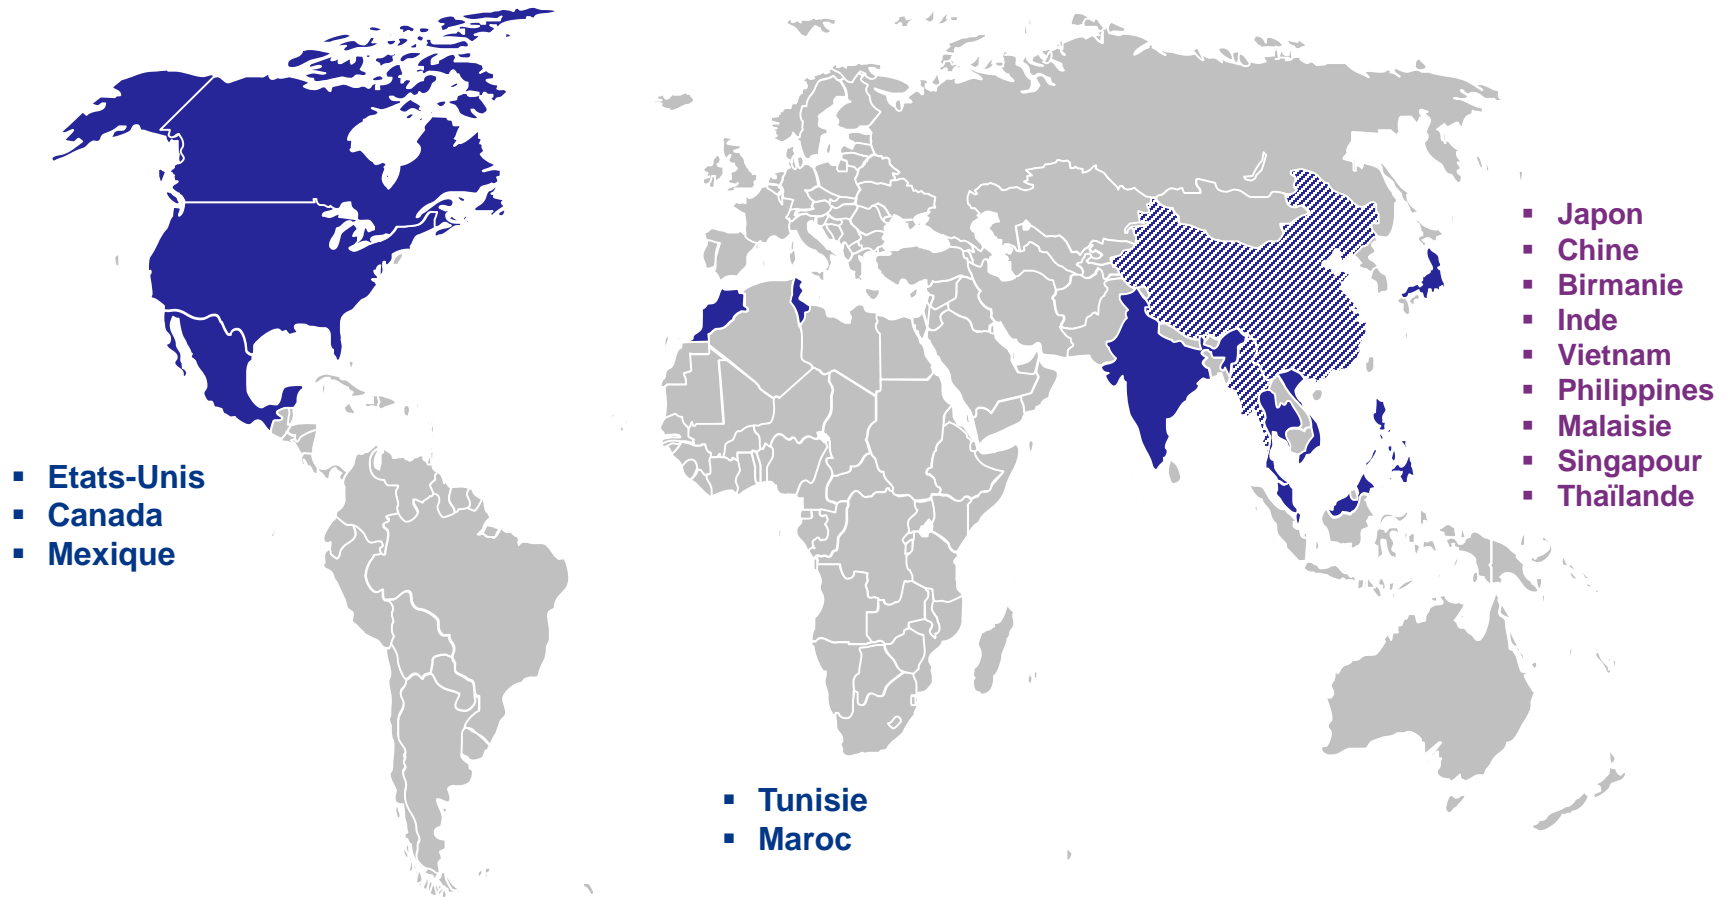 ▪ Japon
▪ Chine
▪ Birmanie
▪ Inde
▪ Vietnam
▪ Philippines
▪ Malaisie
▪ Singapour
▪ Thaïlande
▪ Etats-Unis
▪ Canada
▪ Mexique
▪ Tunisie
▪ Maroc